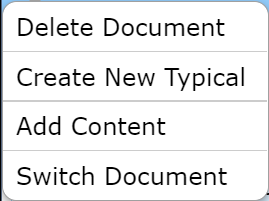 Delete Document
Create New Typical
Add Content
Switch Document